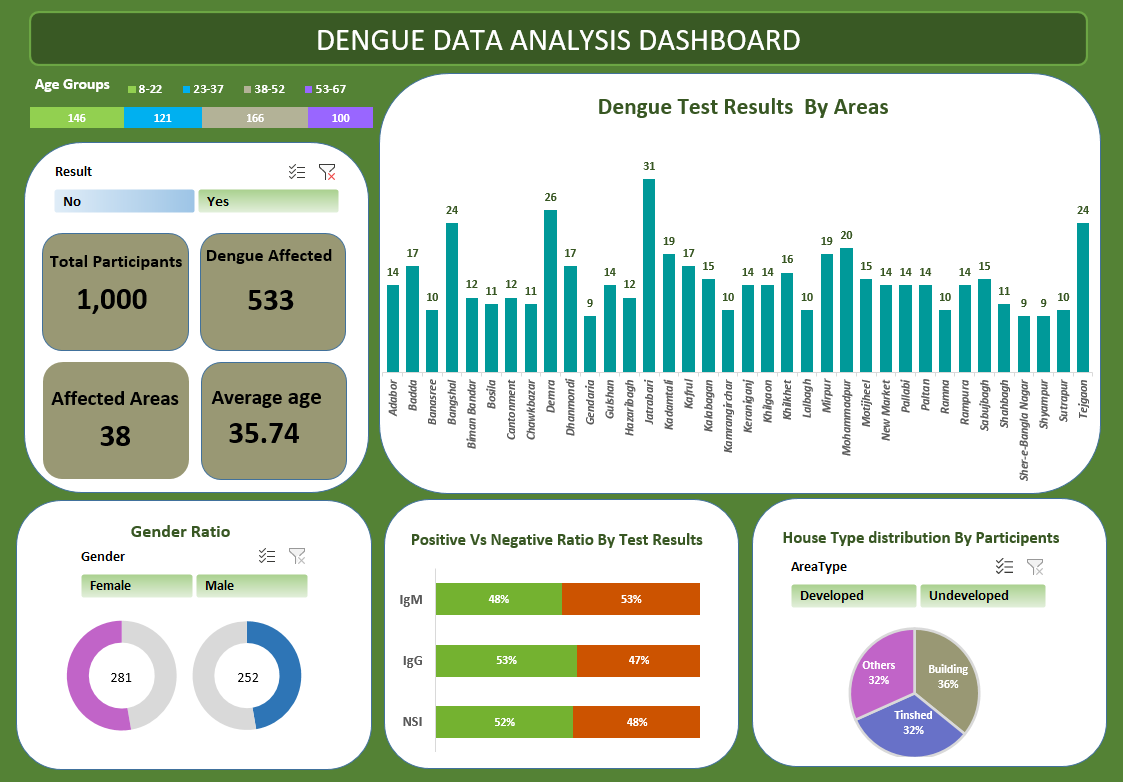 DENGUE DATA ANALYSIS DASHBOARD
Age Groups
8-22 23-37 38-52 53-67
146 121 166 100
Result
No Yes
Total Participants
1,000
Dengue Affected
533
Affected Areas
38
Average age
35.74
Dengue Test Results By Areas
14 17 10 24 12 11 12 11 26 17 9 14 12 31 19 17 15 10 14 14 16 10 19 20 15 14 14 14 10 14 15 11 9 9 10 24
Adabor
Badda
Banasree
Bangshal
Biman Bandar
Bosila
Cantonment
Chawkbazar
Demra
Dhanmondi
Gendaria
Gulshan
Hazaribagh
Jatrabari
Kadamtali
Kafrul
Kalabagan
Kamrangirchar
Keraniganj
Khilgaon
Khilkhet
Lalbagh
Mirpur
Mohammadpur
Motijheel
New Market
Pallabi
Paltan
Ramna
Rampura
Sabujbagh
Shahbagh
Sher-e-Bangla Nagar
Shyampur
Sutrapur
Tejgaon
Gender Ratio
Gender
Female Male
281 252
Positive Vs Negative Ratio By Test Results
IgM 48% 53%
IgG 53% 47%
NSI 52% 48%
House Type distribution By Participents
AreaType
Developed Undeveloped
Others
32%
Building
36%
Tinshed
32%